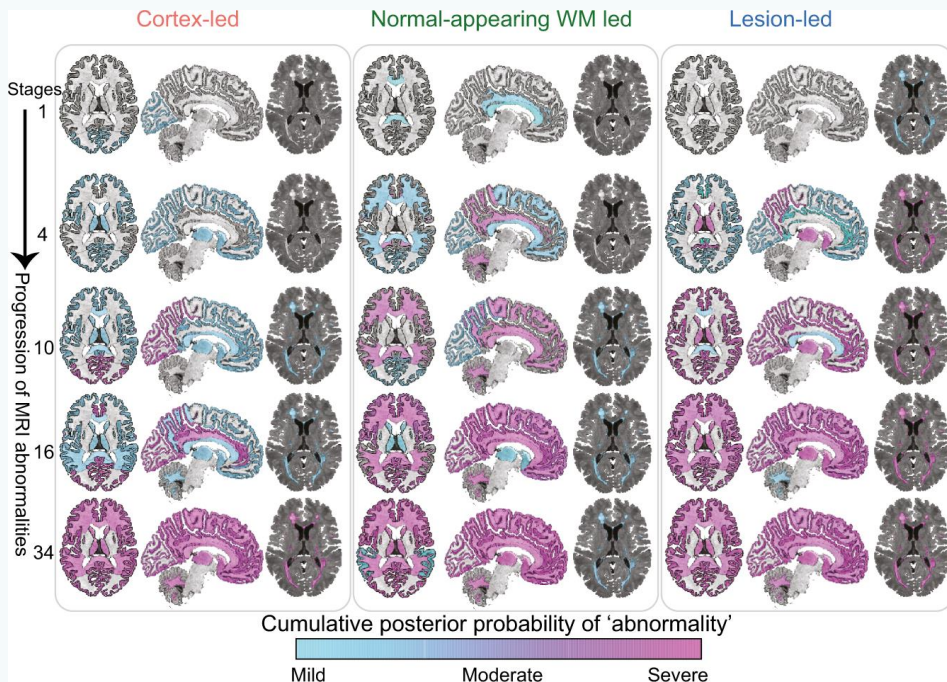 Cortex-led
Normal-appearing WM led
Lesion-led
Stages
1
4
10
16
34
Progression of MRI abnormalities
Cumulative posterior probability of ‘abnormality’
Mild
Moderate
Severe